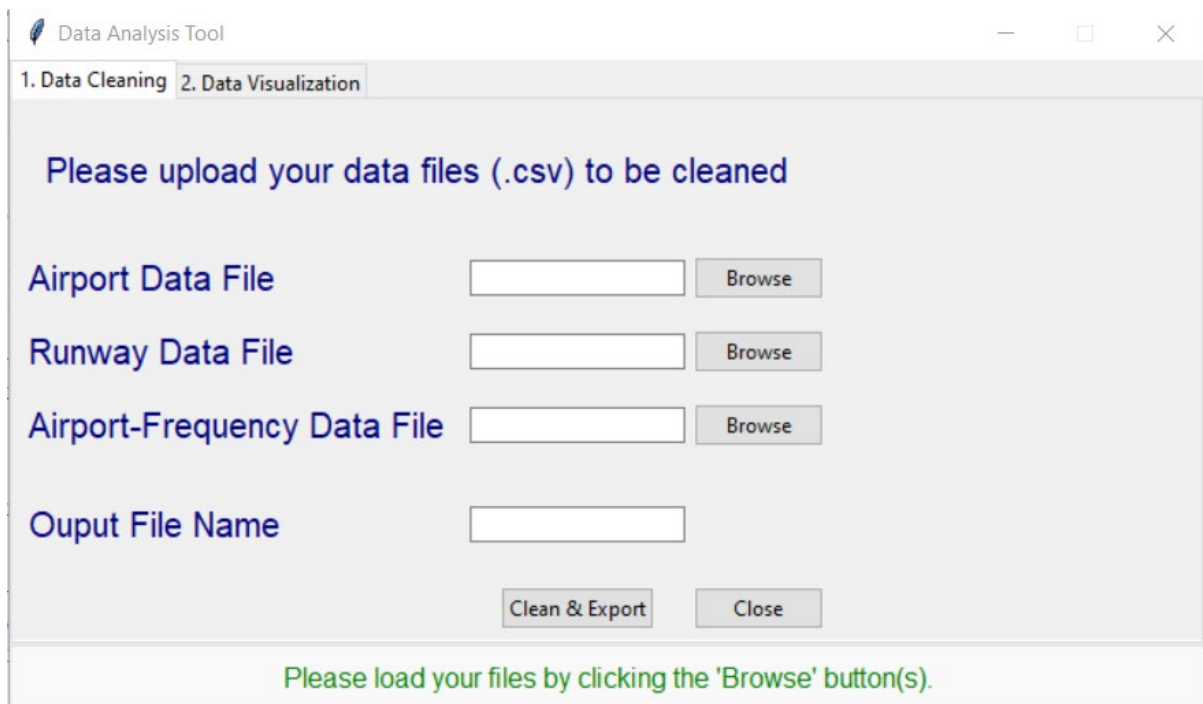 Data Analysis Tool
1. Data Cleaning 2. Data Visualization
Please upload your data files (.csv) to be cleaned
Airport Data File Browse
Runway Data File Browse
Airport-Frequency Data File Browse
Ouput File Name
Clean & Export Close
Please load your files by clicking the 'Browse' button(s).